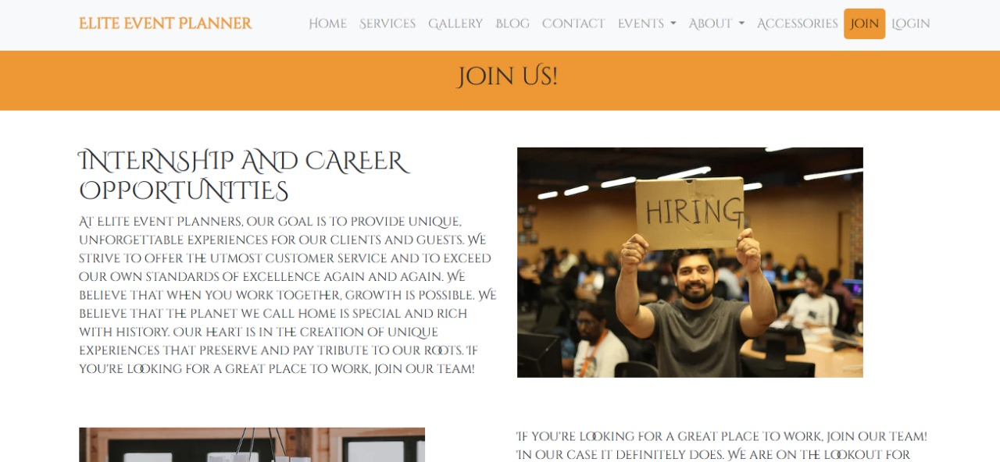 ELITE EVENT PLANNER
HOME SERVICES GALLERY BLOG CONTACT EVENTS ABOUT ACCESSORIES JOIN LOGIN
JOIN US!
INTERNSHIP AND CAREER
OPPORTUNITIES
AT ELITE EVENT PLANNERS, OUR GOAL IS TO PROVIDE UNIQUE,
UNFORGETTABLE EXPERIENCES FOR OUR CLIENTS AND GUESTS. WE
STRIVE TO OFFER THE UTMOST CUSTOMER SERVICE AND TO EXCEED
OUR OWN STANDARDS OF EXCELLENCE AGAIN AND AGAIN. WE
BELIEVE THAT WHEN YOU WORK TOGETHER, GROWTH IS POSSIBLE. WE
BELIEVE THAT THE PLANET WE CALL HOME IS SPECIAL AND RICH
WITH HISTORY. OUR HEART IS IN THE CREATION OF UNIQUE
EXPERIENCES THAT PRESERVE AND PAY TRIBUTE TO OUR ROOTS. IF
YOU'RE LOOKING FOR A GREAT PLACE TO WORK, JOIN OUR TEAM!
HIRING
IF YOU'RE LOOKING FOR A GREAT PLACE TO WORK, JOIN OUR TEAM!
IN OUR CASE IT DEFINITELY DOES. WE ARE ON THE LOOKOUT FOR